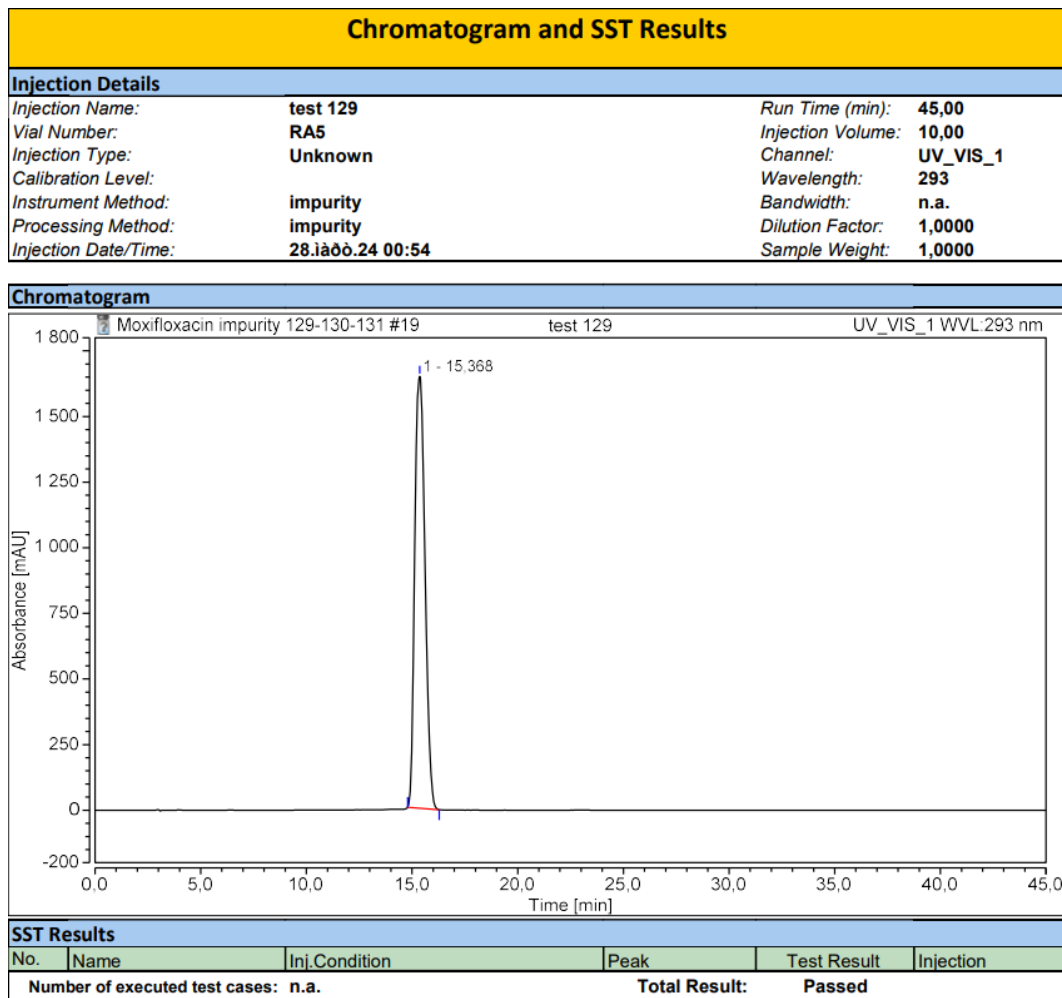 Chromatogram and SST Results
Injection Details
Injection Name: test 129 Run Time (min): 45,00
Vial Number: RA5 Injection Volume: 10,00
Injection Type: Unknown Channel: UV_VIS_1
Calibration Level: Wavelength: 293
Instrument Method: impurity Bandwidth: n.a.
Processing Method: impurity Dilution Factor: 1,0000
Injection Date/Time: 28.ìàðò.24 00:54 Sample Weight: 1,0000
Chromatogram
Moxifloxacin impurity 129-130-131 #19 test 129 UV_VIS_1 WVL:293 nm
1 800
1 - 15,368
1 500
1 250
1 000
750
500
250
0
-200
Absorbance [mAU]
0,0 5,0 10,0 15,0 20,0 25,0 30,0 35,0 40,0 45,0
Time [min]
SST Results
No. Name Inj.Condition Peak Test Result Injection
Number of executed test cases: n.a. Total Result: Passed